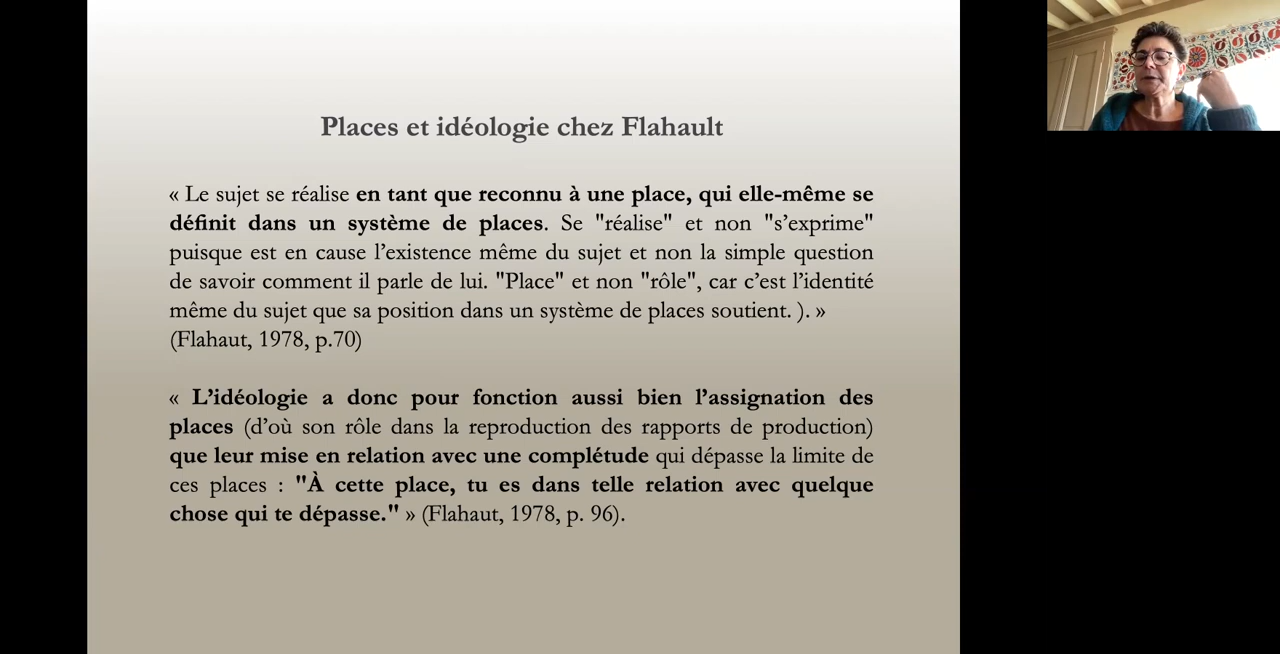 Places et idéologie chez Flahault
« Le sujet se réalise en tant que reconnu à une place, qui elle-même se
définit dans un système de places. Se "réalise" et non "s’exprime"
puisque est en cause l’existence même du sujet et non la simple question
de savoir comment il parle de lui. "Place" et non "rôle", car c’est l’identité
même du sujet que sa position dans un système de places soutient. ). »
(Flahaut, 1978, p.70)
« L’idéologie a donc pour fonction aussi bien l’assignation des
places (d’où son rôle dans la reproduction des rapports de production)
que leur mise en relation avec une complétude qui dépasse la limite de
ces places : "À cette place, tu es dans telle relation avec quelque
chose qui te dépasse." » (Flahaut, 1978, p. 96).